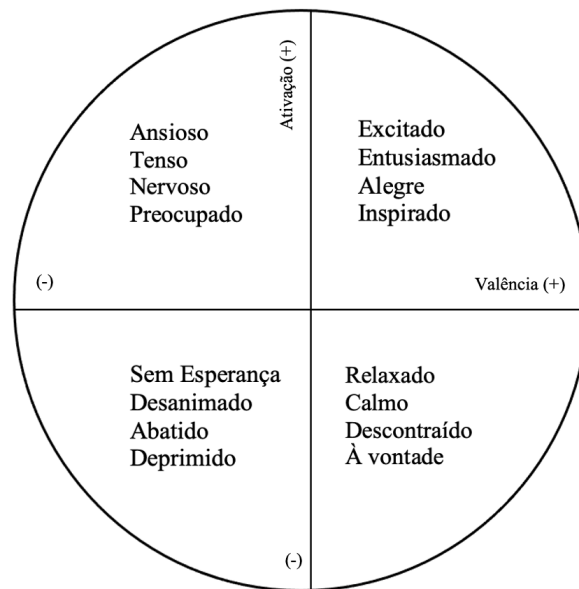 Ativação (+)
Ansioso
Tenso
Nervoso
Preocupado
Excitado
Entusiasmado
Alegre
Inspirado
(-)
Valência (+)
Sem Esperança
Desanimado
Abatido
Deprimido
Relaxado
Calmo
Descontraído
À vontade
(-)